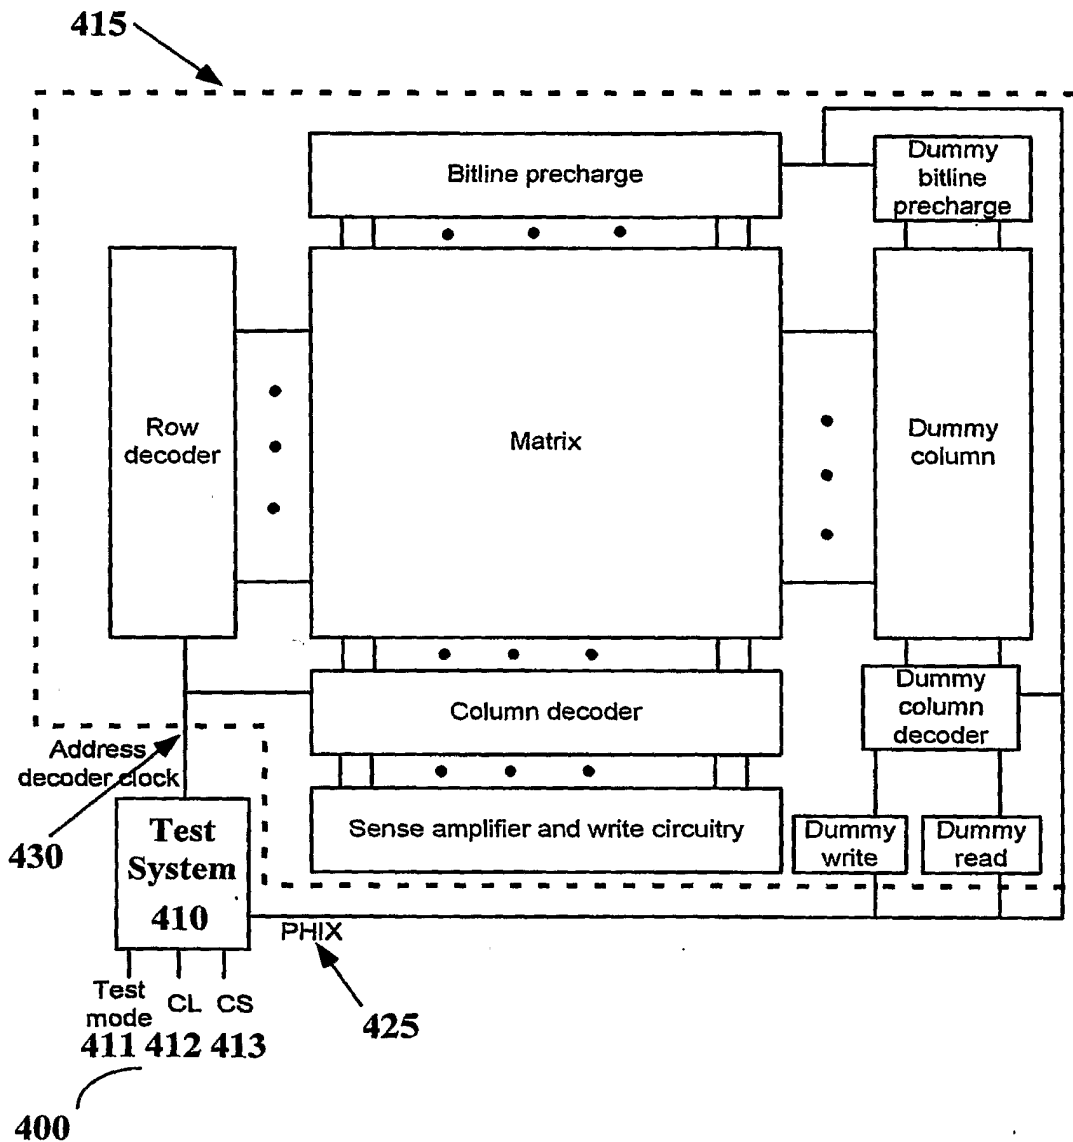 415
Bitline precharge
Dummy
bitline
precharge
Row
decoder
Matrix
Dummy
column
Column decoder
Dummy
column
decoder
Address
decoder clock
Sense amplifier and write circuitry
Dummy
write
Dummy
read
430
Test
System
410
PHIX
425
Test
mode
CL
CS
411
412
413
400